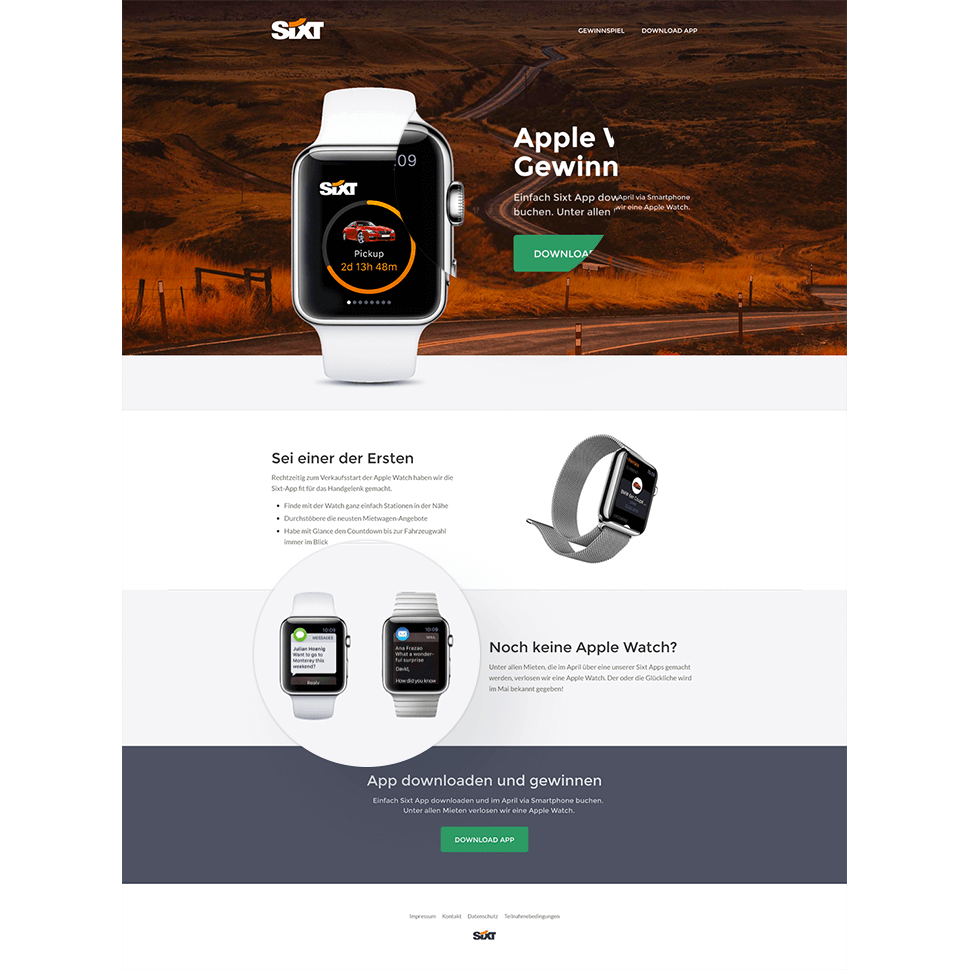 SIXT
GEWINNSPIEL DOWNLOAD APP
:09
SIXT
Pickup
2d 13h 48m
Apple
Gewinn
Einfach Sixt App dow
April via Smartphone
buchen. Unter allen
wir eine Apple Watch.
DOWNLOA
Sei einer der Ersten
Rechtzeitig zum Verkaufsstart der Apple Watch haben wir die
Sixt-App fit für das Handgelenk gemacht.
Finde mit der Watch ganz einfach Stationen in der Nähe
Durchstöbere die neusten Mietwagen-Angebote
Habe mit Glance den Countdown bis zur Fahrzeugwahl
immer im Blick
10:09
MESSAGES
Julian Hoenig
Want to go to
Monterey this
weekend?
Reply
10:09
MAIL
Ana Frazao
What a wonder-
ful surprise
David,
How did you know
Noch keine Apple Watch?
Unter allen Mieten, die im April über eine unserer Sixt Apps gemacht
werden, verlosen wir eine Apple Watch. Der oder die Glückliche wird
im Mai bekannt gegeben!
App downloaden und gewinnen
Einfach Sixt App downloaden und im April via Smartphone buchen.
Unter allen Mieten verlosen wir eine Apple Watch.
DOWNLOAD APP
Impressum Kontakt Datenschutz Teilnahmebedingungen
SIXT